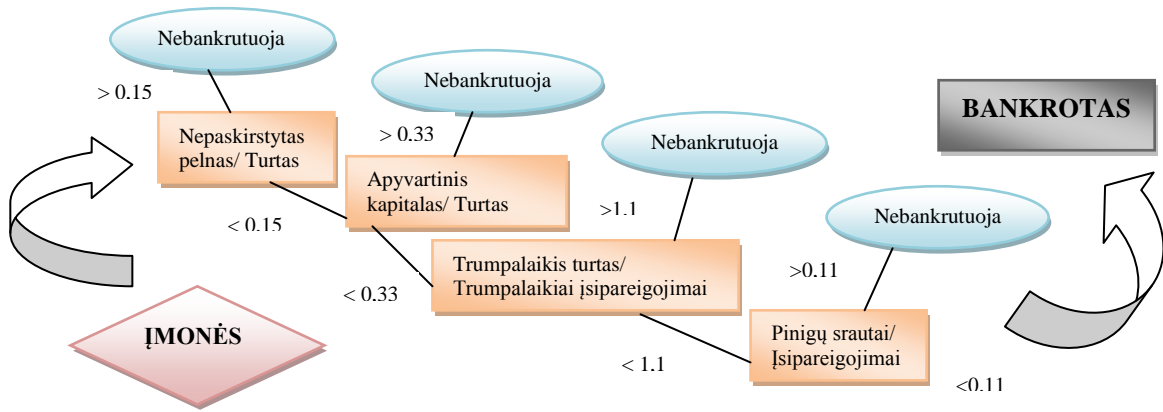 Nebankrutuoja
> 0.15
Nepaskirstytas
pelnas/ Turtas
< 0.15
Nebankrutuoja
> 0.33
Apyvartinis
kapitalas/ Turtas
< 0.33
Nebankrutuoja
>1.1
Trumpalaikis turtas/
Trumpalaikiai įsipareigojimai
< 1.1
Nebankrutuoja
>0.11
Pinigų srautai/
Įsipareigojimai
<0.11
BANKROTAS
ĮMONĖS